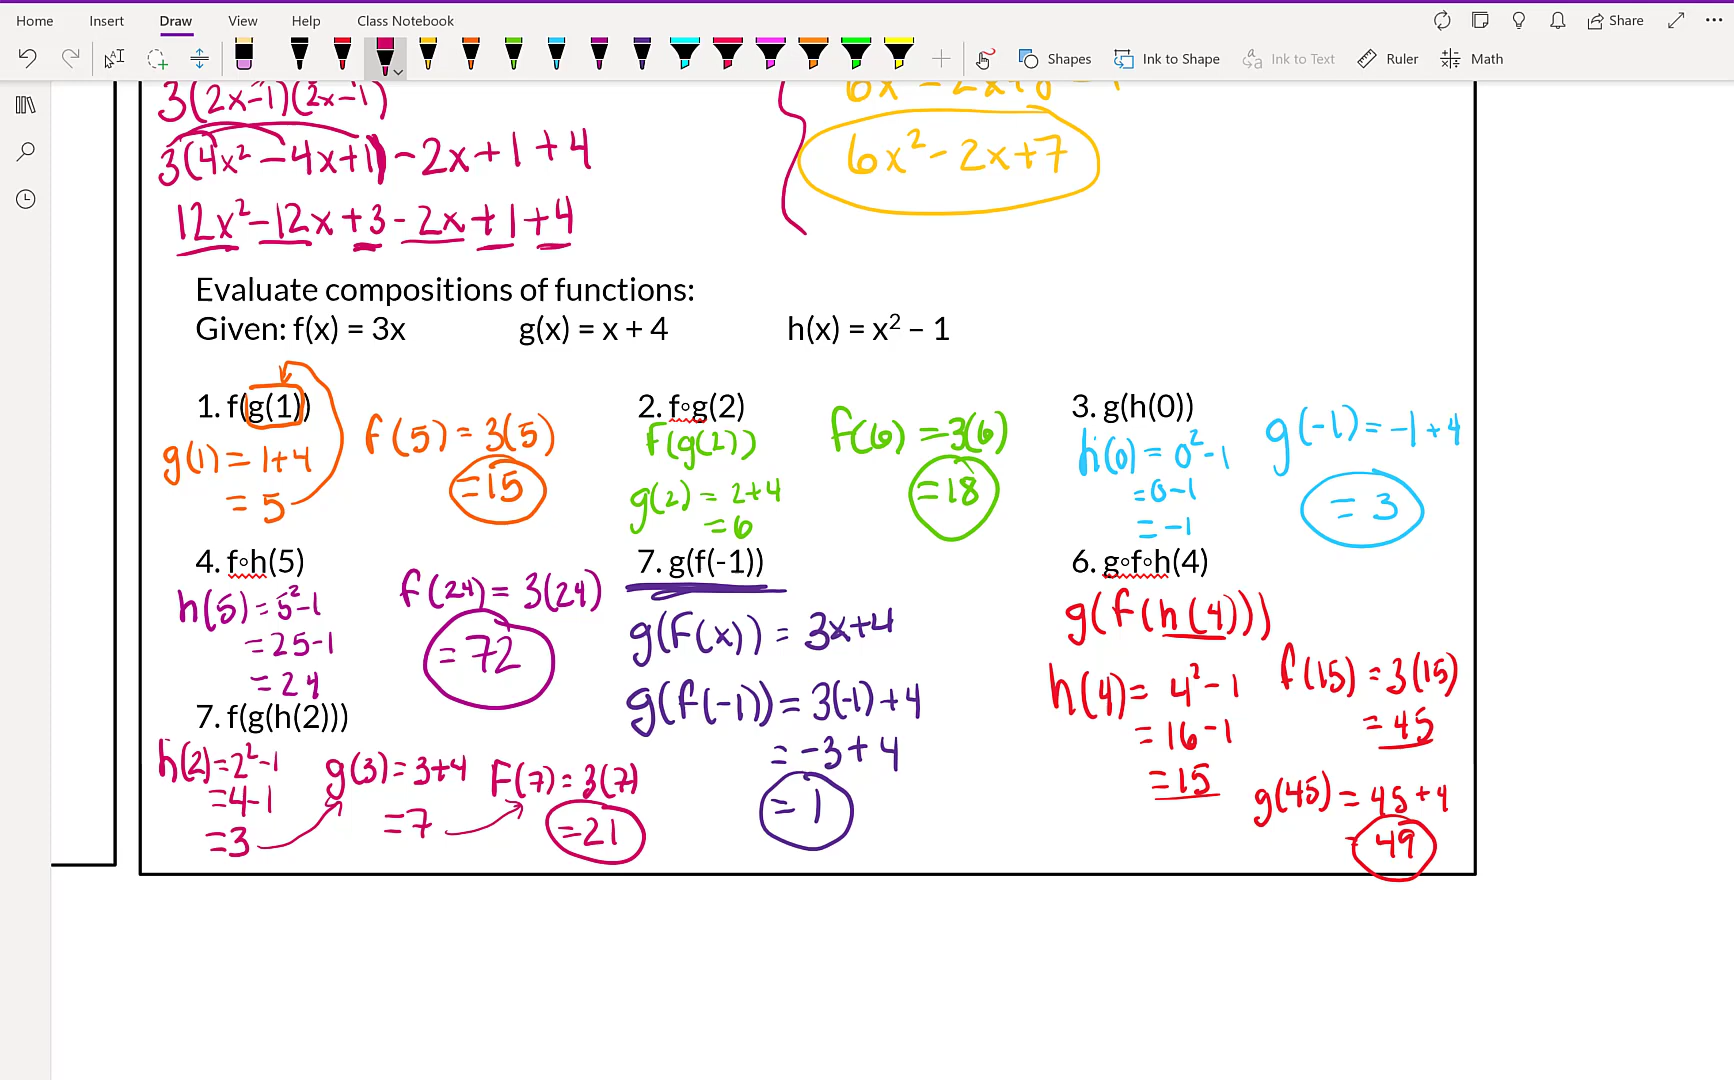 Home Insert Draw View Help Class Notebook Share
Shapes Ink to Shape Ink to Text Ruler Math
3(2x-1)(2x-1)
3(4x²-4x+1)-2x+1+4
12x²-12x+3-2x+1+4
6x²-2x+7
Evaluate compositions of functions:
Given: f(x) = 3x g(x) = x + 4 h(x) = x² – 1
1. f(g(1))
g(1) = 1+4
= 5
f(5) = 3(5)
=15
2. f∘g(2)
f(g(2))
g(2) = 2+4
= 6
f(6) =3(6)
=18
3. g(h(0))
h(0) = 0²-1
=0-1
=-1
g(-1)=-1+4
= 3
4. f∘h(5)
h(5)=5²-1
=25-1
=24
f(24)= 3(24)
=72
7. g(f(-1))
g(f(x)) = 3x+4
g(f(-1)) = 3(-1)+4
=-3+4
= 1
6. g∘f∘h(4)
g(f(h(4)))
h(4)= 4²-1
= 16-1
=15
f(15)=3(15)
= 45
g(45) = 45+4
= 49
7. f(g(h(2)))
h(2)=2²-1
=4-1
=3
g(3)=3+4
=7
f(7)=3(7)
=21